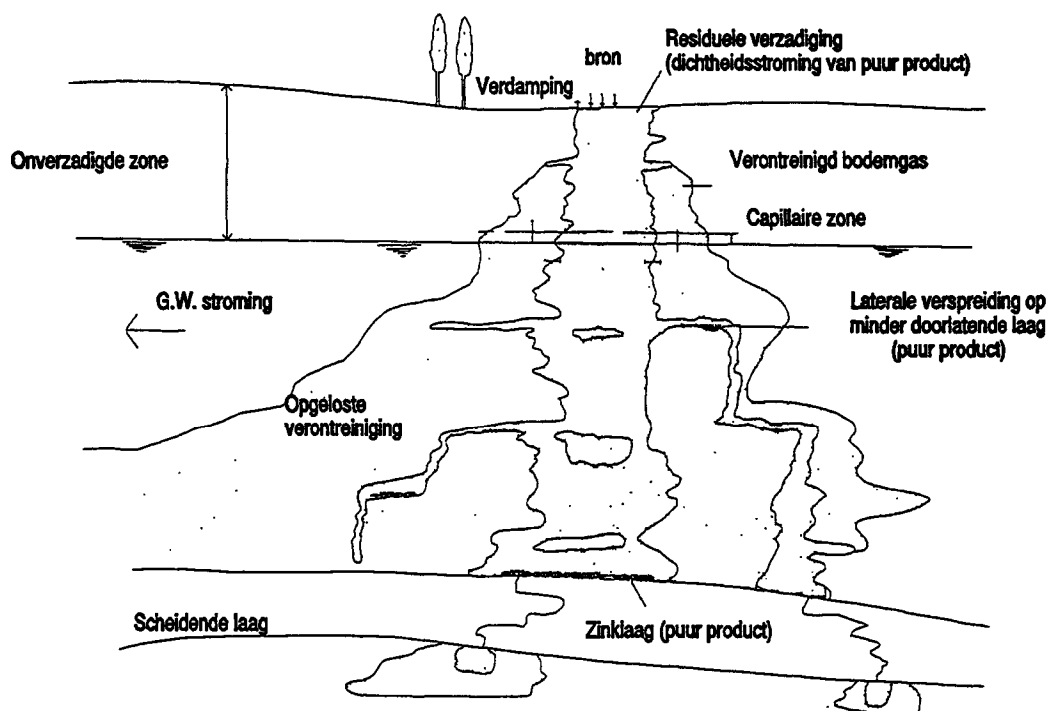 bron
Residuele verzadiging
(dichtheidsstroming van puur product)
Verdamping
Onverzadigde zone
Verontreinigd bodemgas
Capillaire zone
G.W. stroming
Laterale verspreiding op
minder doorlatende laag
(puur product)
Opgeloste
verontreiniging
Scheidende laag
Zinklaag (puur product)